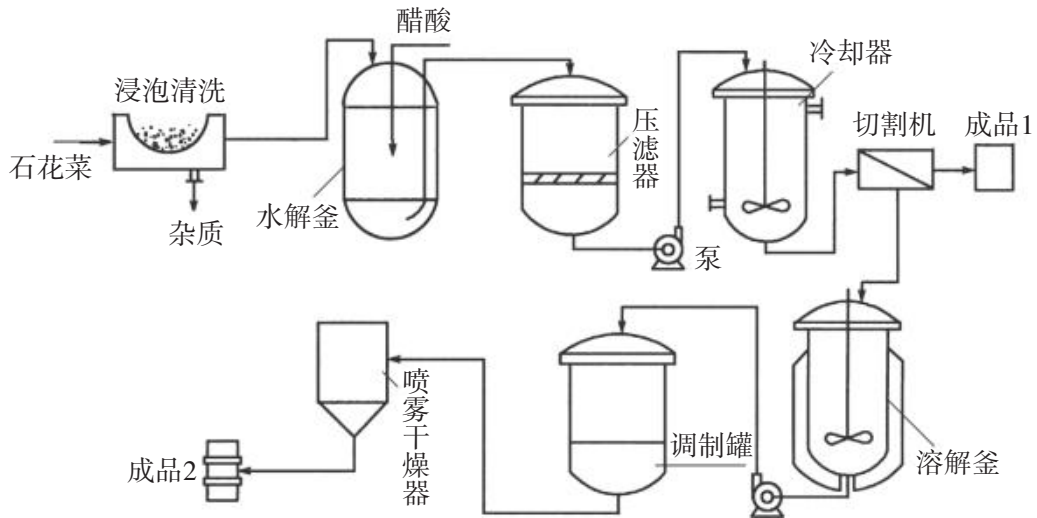 醋酸
浸泡清洗
石花菜
杂质
水解釜
压滤器
泵
冷却器
切割机
成品1
溶解釜
调制罐
喷雾干燥器
成品2